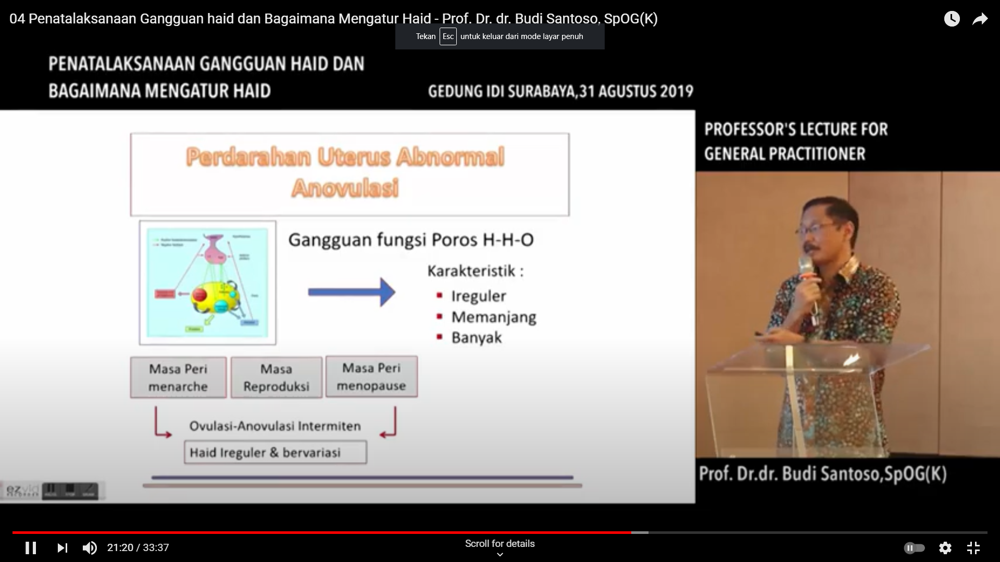 04 Penatalaksanaan Gangguan haid dan Bagaimana Mengatur Haid - Prof. Dr. dr. Budi Santoso, SpOG(K)
Tekan Esc untuk keluar dari mode layar penuh
PENATALAKSANAAN GANGGUAN HAID DAN
BAGAIMANA MENGATUR HAID
GEDUNG IDI SURABAYA,31 AGUSTUS 2019
PROFESSOR'S LECTURE FOR
GENERAL PRACTITIONER
Perdarahan Uterus Abnormal
Anovulasi
Gangguan fungsi Poros H-H-O
Karakteristik :
Ireguler
Memanjang
Banyak
Masa Peri
menarche
Masa
Reproduksi
Masa Peri
menopause
Ovulasi-Anovulasi Intermiten
Haid Ireguler & bervariasi
ezvid
Prof. Dr.dr. Budi Santoso,SpOG(K)
21:20 / 33:37
Scroll for details